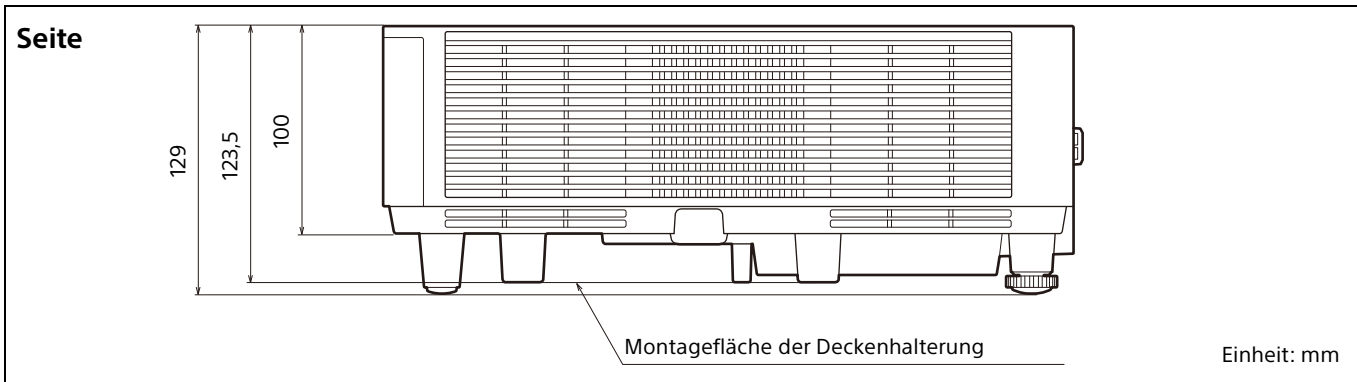 Seite
129
123,5
100
Montagefläche der Deckenhalterung
Einheit: mm